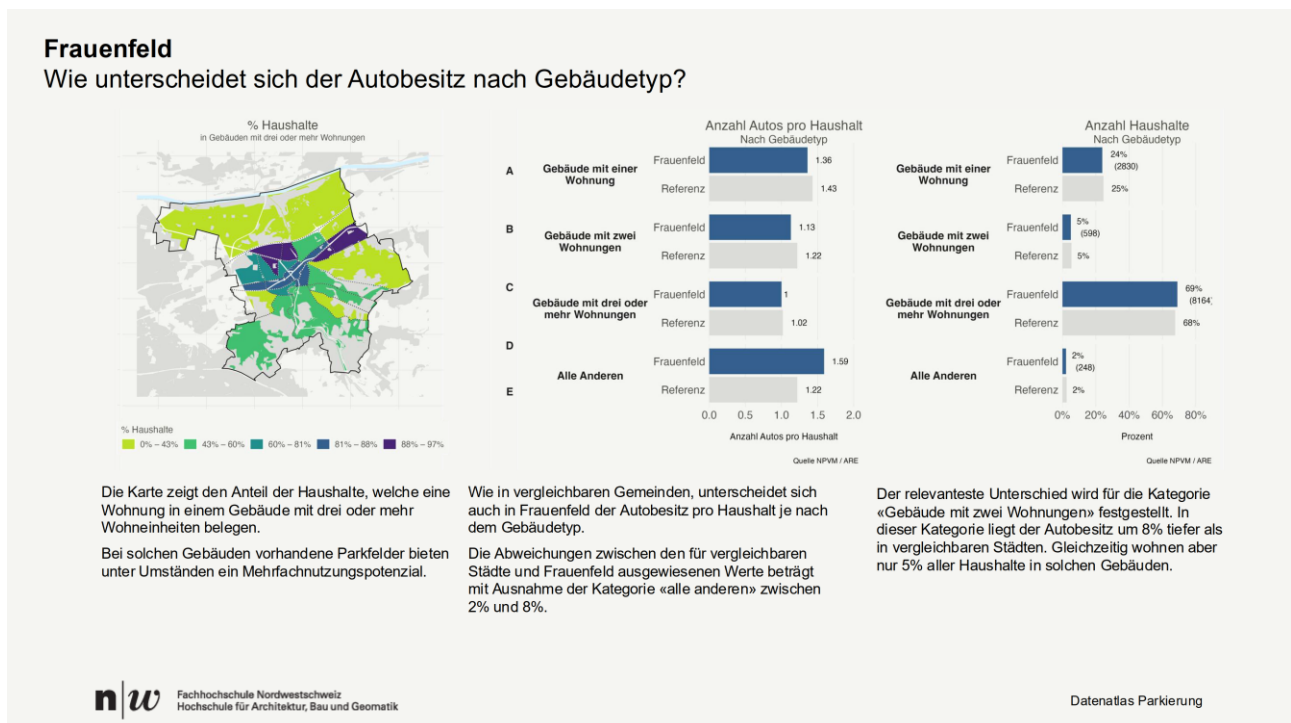 Frauenfeld
Wie unterscheidet sich der Autobesitz nach Gebäudetyp?
% Haushalte
in Gebäuden mit drei oder mehr Wohnungen
% Haushalte
0% – 43%
43% – 60%
60% – 81%
81% – 88%
88% – 97%
Anzahl Autos pro Haushalt
Nach Gebäudetyp
A
Gebäude mit einer
Wohnung
Frauenfeld
1.36
Referenz
1.43
B
Gebäude mit zwei
Wohnungen
Frauenfeld
1.13
Referenz
1.22
C
Gebäude mit drei oder
mehr Wohnungen
Frauenfeld
1
Referenz
1.02
D
Alle Anderen
Frauenfeld
1.59
E
Referenz
1.22
0.0 0.5 1.0 1.5 2.0
Anzahl Autos pro Haushalt
Quelle NPVM / ARE
Anzahl Haushalte
Nach Gebäudetyp
Gebäude mit einer
Wohnung
Frauenfeld
24%
(2830)
Referenz
25%
Gebäude mit zwei
Wohnungen
Frauenfeld
5%
(598)
Referenz
5%
Gebäude mit drei oder
mehr Wohnungen
Frauenfeld
69%
(8164)
Referenz
68%
Alle Anderen
Frauenfeld
2%
(248)
Referenz
2%
0% 20% 40% 60% 80%
Prozent
Quelle NPVM / ARE
Die Karte zeigt den Anteil der Haushalte, welche eine
Wohnung in einem Gebäude mit drei oder mehr
Wohneinheiten belegen.
Bei solchen Gebäuden vorhandene Parkfelder bieten
unter Umständen ein Mehrfachnutzungspotenzial.
Wie in vergleichbaren Gemeinden, unterscheidet sich
auch in Frauenfeld der Autobesitz pro Haushalt je nach
dem Gebäudetyp.
Die Abweichungen zwischen den für vergleichbaren
Städte und Frauenfeld ausgewiesenen Werte beträgt
mit Ausnahme der Kategorie «alle anderen» zwischen
2% und 8%.
Der relevanteste Unterschied wird für die Kategorie
«Gebäude mit zwei Wohnungen» festgestellt. In
dieser Kategorie liegt der Autobesitz um 8% tiefer als
in vergleichbaren Städten. Gleichzeitig wohnen aber
nur 5% aller Haushalte in solchen Gebäuden.
n|w
Fachhochschule Nordwestschweiz
Hochschule für Architektur, Bau und Geomatik
Datenatlas Parkierung